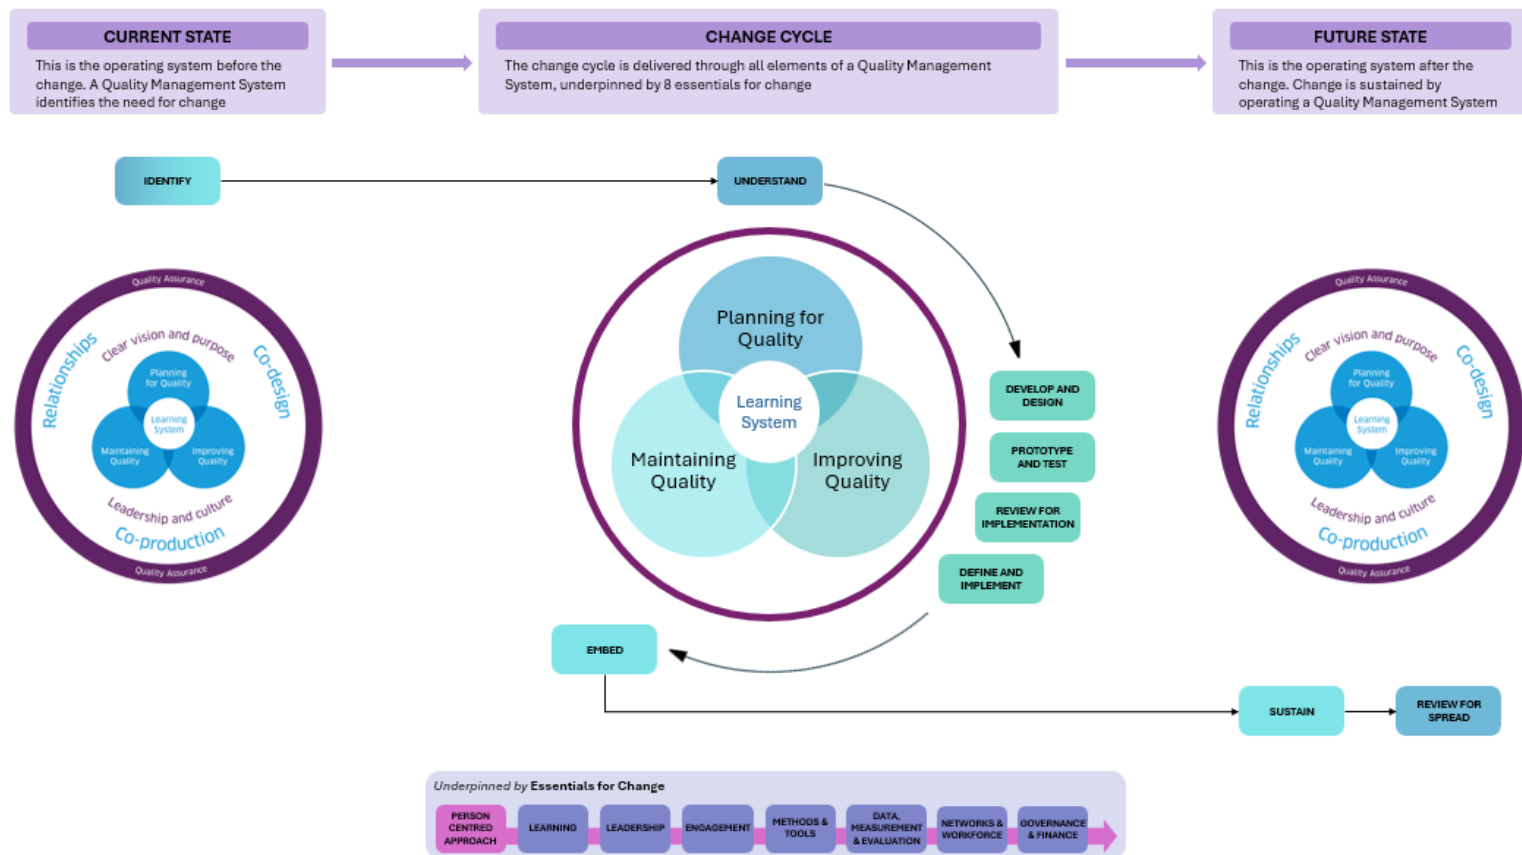 CURRENT STATE
This is the operating system before the
change. A Quality Management System
identifies the need for change
CHANGE CYCLE
The change cycle is delivered through all elements of a Quality Management
System, underpinned by 8 essentials for change
FUTURE STATE
This is the operating system after the
change. Change is sustained by
operating a Quality Management System
IDENTIFY
UNDERSTAND
Quality Assurance
Relationships
Clear vision and purpose
Co-design
Planning
for Quality
Learning
System
Maintaining
Quality
Improving
Quality
Leadership and culture
Co-production
Quality Assurance
Planning for
Quality
Learning
System
Maintaining
Quality
Improving
Quality
DEVELOP AND
DESIGN
PROTOTYPE
AND TEST
REVIEW FOR
IMPLEMENTATION
DEFINE AND
IMPLEMENT
EMBED
Quality Assurance
Relationships
Clear vision and purpose
Co-design
Planning
for Quality
Learning
System
Maintaining
Quality
Improving
Quality
Leadership and culture
Co-production
Quality Assurance
SUSTAIN
REVIEW FOR
SPREAD
Underpinned by Essentials for Change
PERSON
CENTRED
APPROACH
LEARNING
LEADERSHIP
ENGAGEMENT
METHODS &
TOOLS
DATA,
MEASUREMENT
& EVALUATION
NETWORKS &
WORKFORCE
GOVERNANCE
& FINANCE